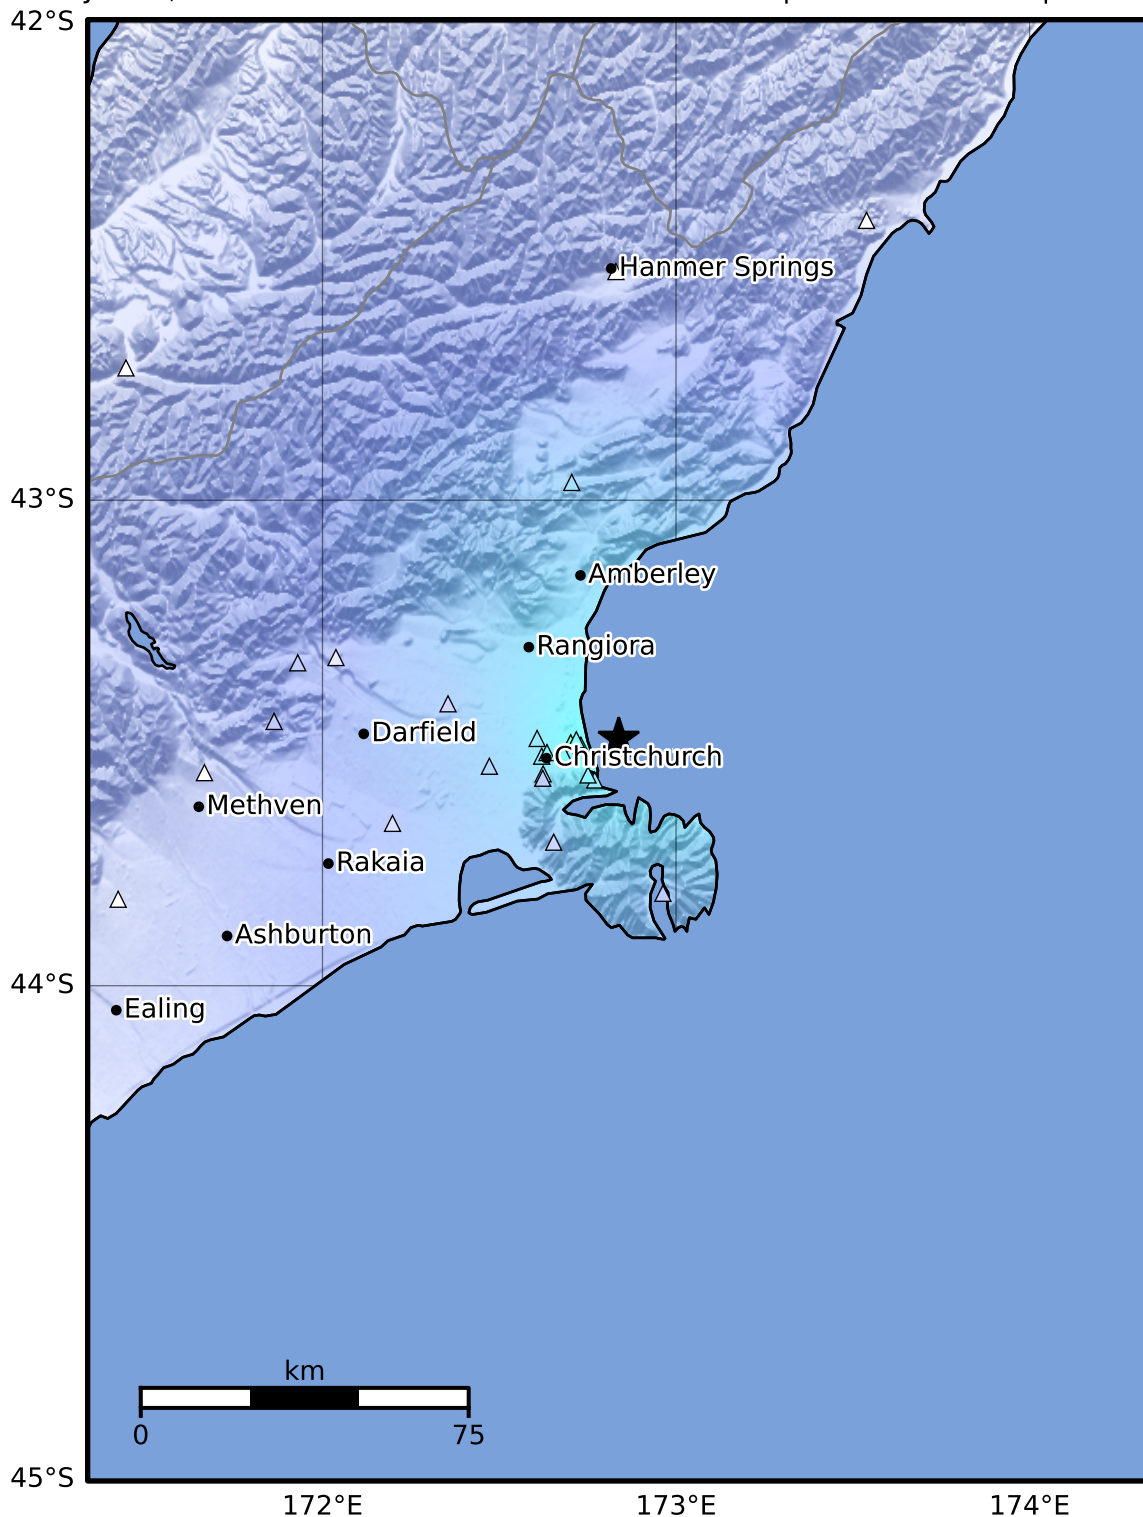 42°S
Hanmer Springs
43°S
Amberley
Rangiora
Darfield
Christchurch
Methven
Rakaia
Ashburton
44°S
Ealing
km
0 75
45°S
172°E 173°E 174°E